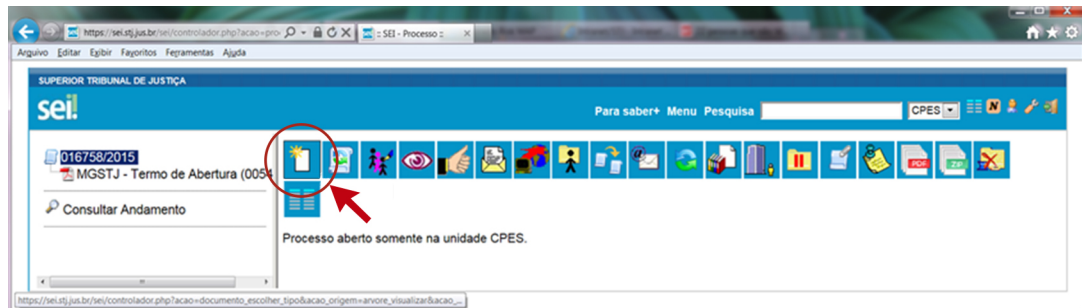 https://sei.stj.jus.br/sei/controlador.php?acao=pro
:: SEI - Processo ::
Arquivo Editar Exibir Favoritos Ferramentas Ajuda
SUPERIOR TRIBUNAL DE JUSTIÇA
sei!
Para saber+ Menu Pesquisa
CPES
N
016758/2015
MGSTJ - Termo de Abertura (0054
PDF
ZIP
Consultar Andamento
Processo aberto somente na unidade CPES.
https://sei.stj.jus.br/sei/controlador.php?acao=documento_escolher_tipo&acao_origem=arvore_visualizar&acao_...